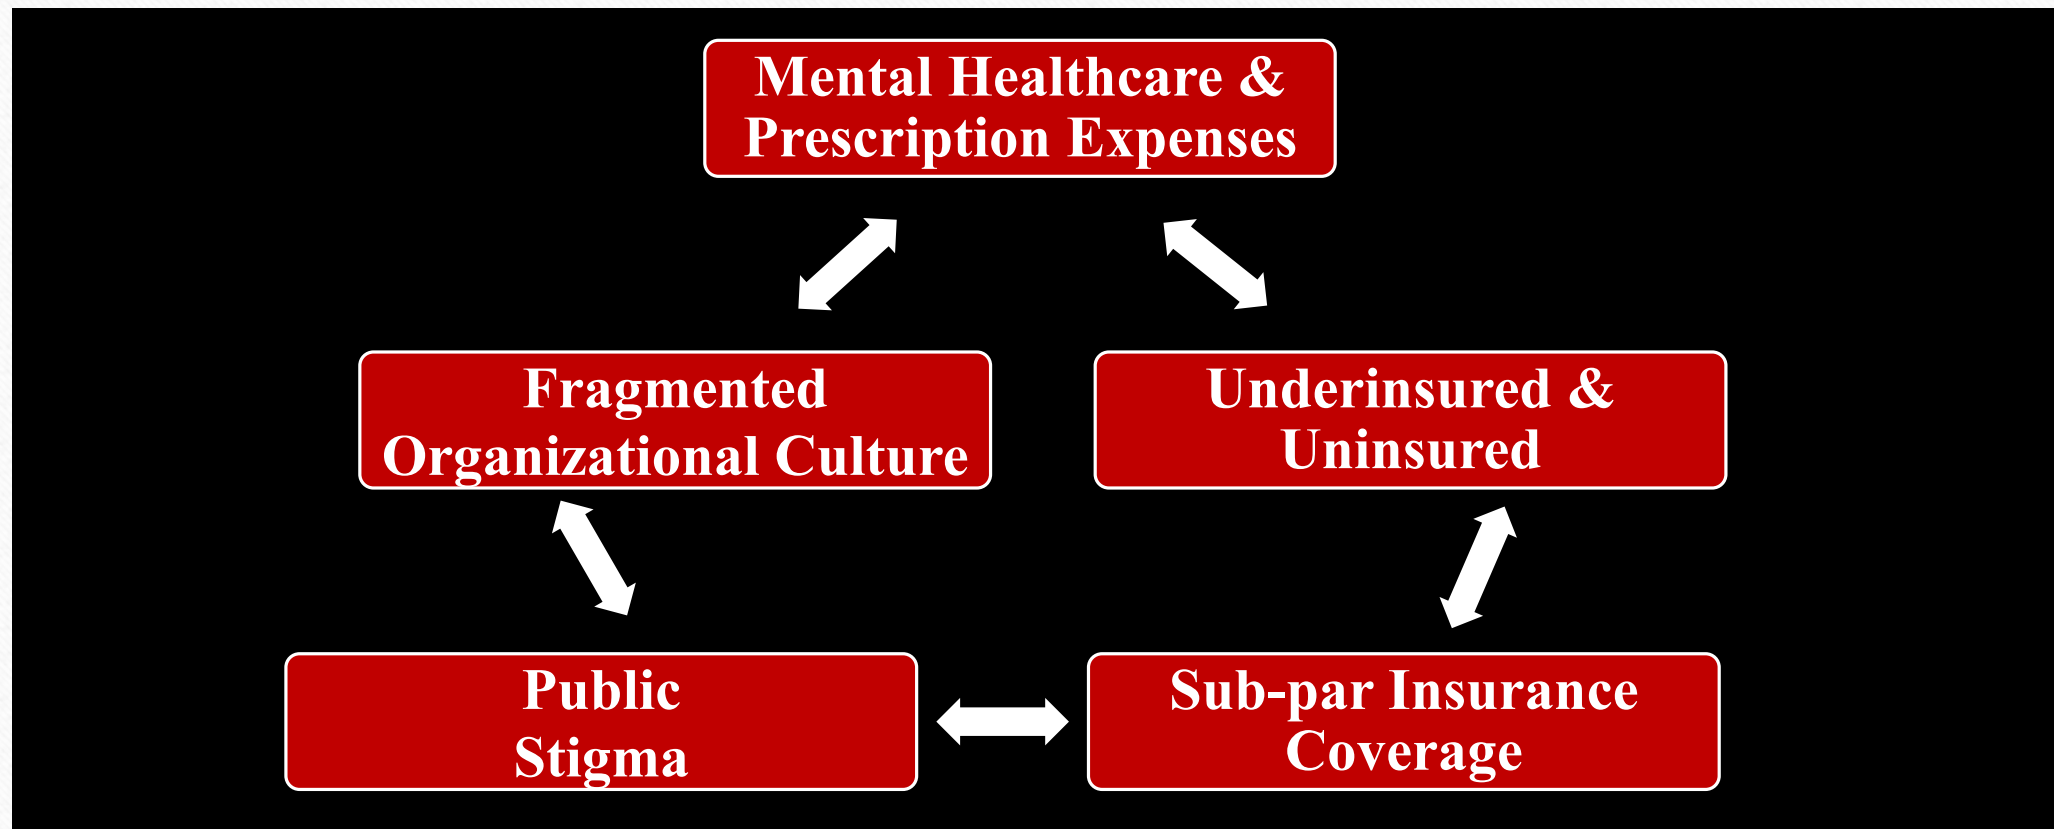 Mental Healthcare &
Prescription Expenses
Fragmented
Organizational Culture
Underinsured &
Uninsured
Public
Stigma
Sub-par Insurance
Coverage